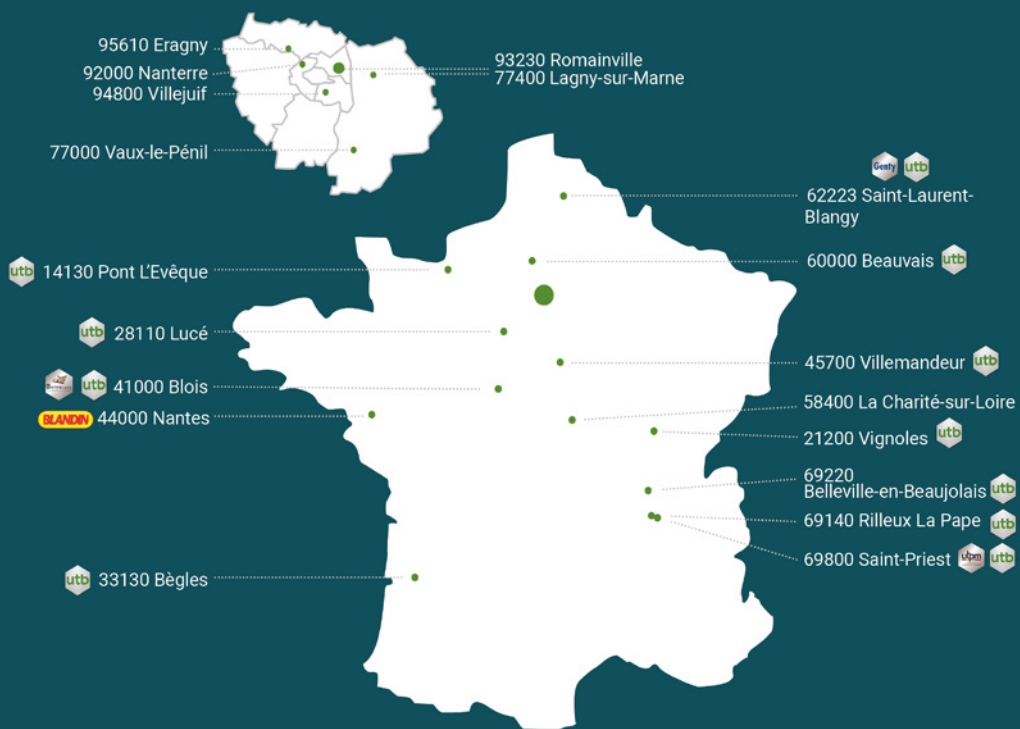 95610 Eragny
92000 Nanterre
94800 Villejuif
77000 Vaux-le-Pénil
93230 Romainville
77400 Lagny-sur-Marne
Genty utb
62223 Saint-Laurent-
Blangy
utb 14130 Pont L'Evêque
60000 Beauvais utb
utb 28110 Lucé
45700 Villemandeur utb
utb 41000 Blois
58400 La Charité-sur-Loire
BLANDIN 44000 Nantes
21200 Vignoles utb
69220
Belleville-en-Beaujolais utb
69140 Rilleux La Pape utb
69800 Saint-Priest utpm utb
utb 33130 Bègles